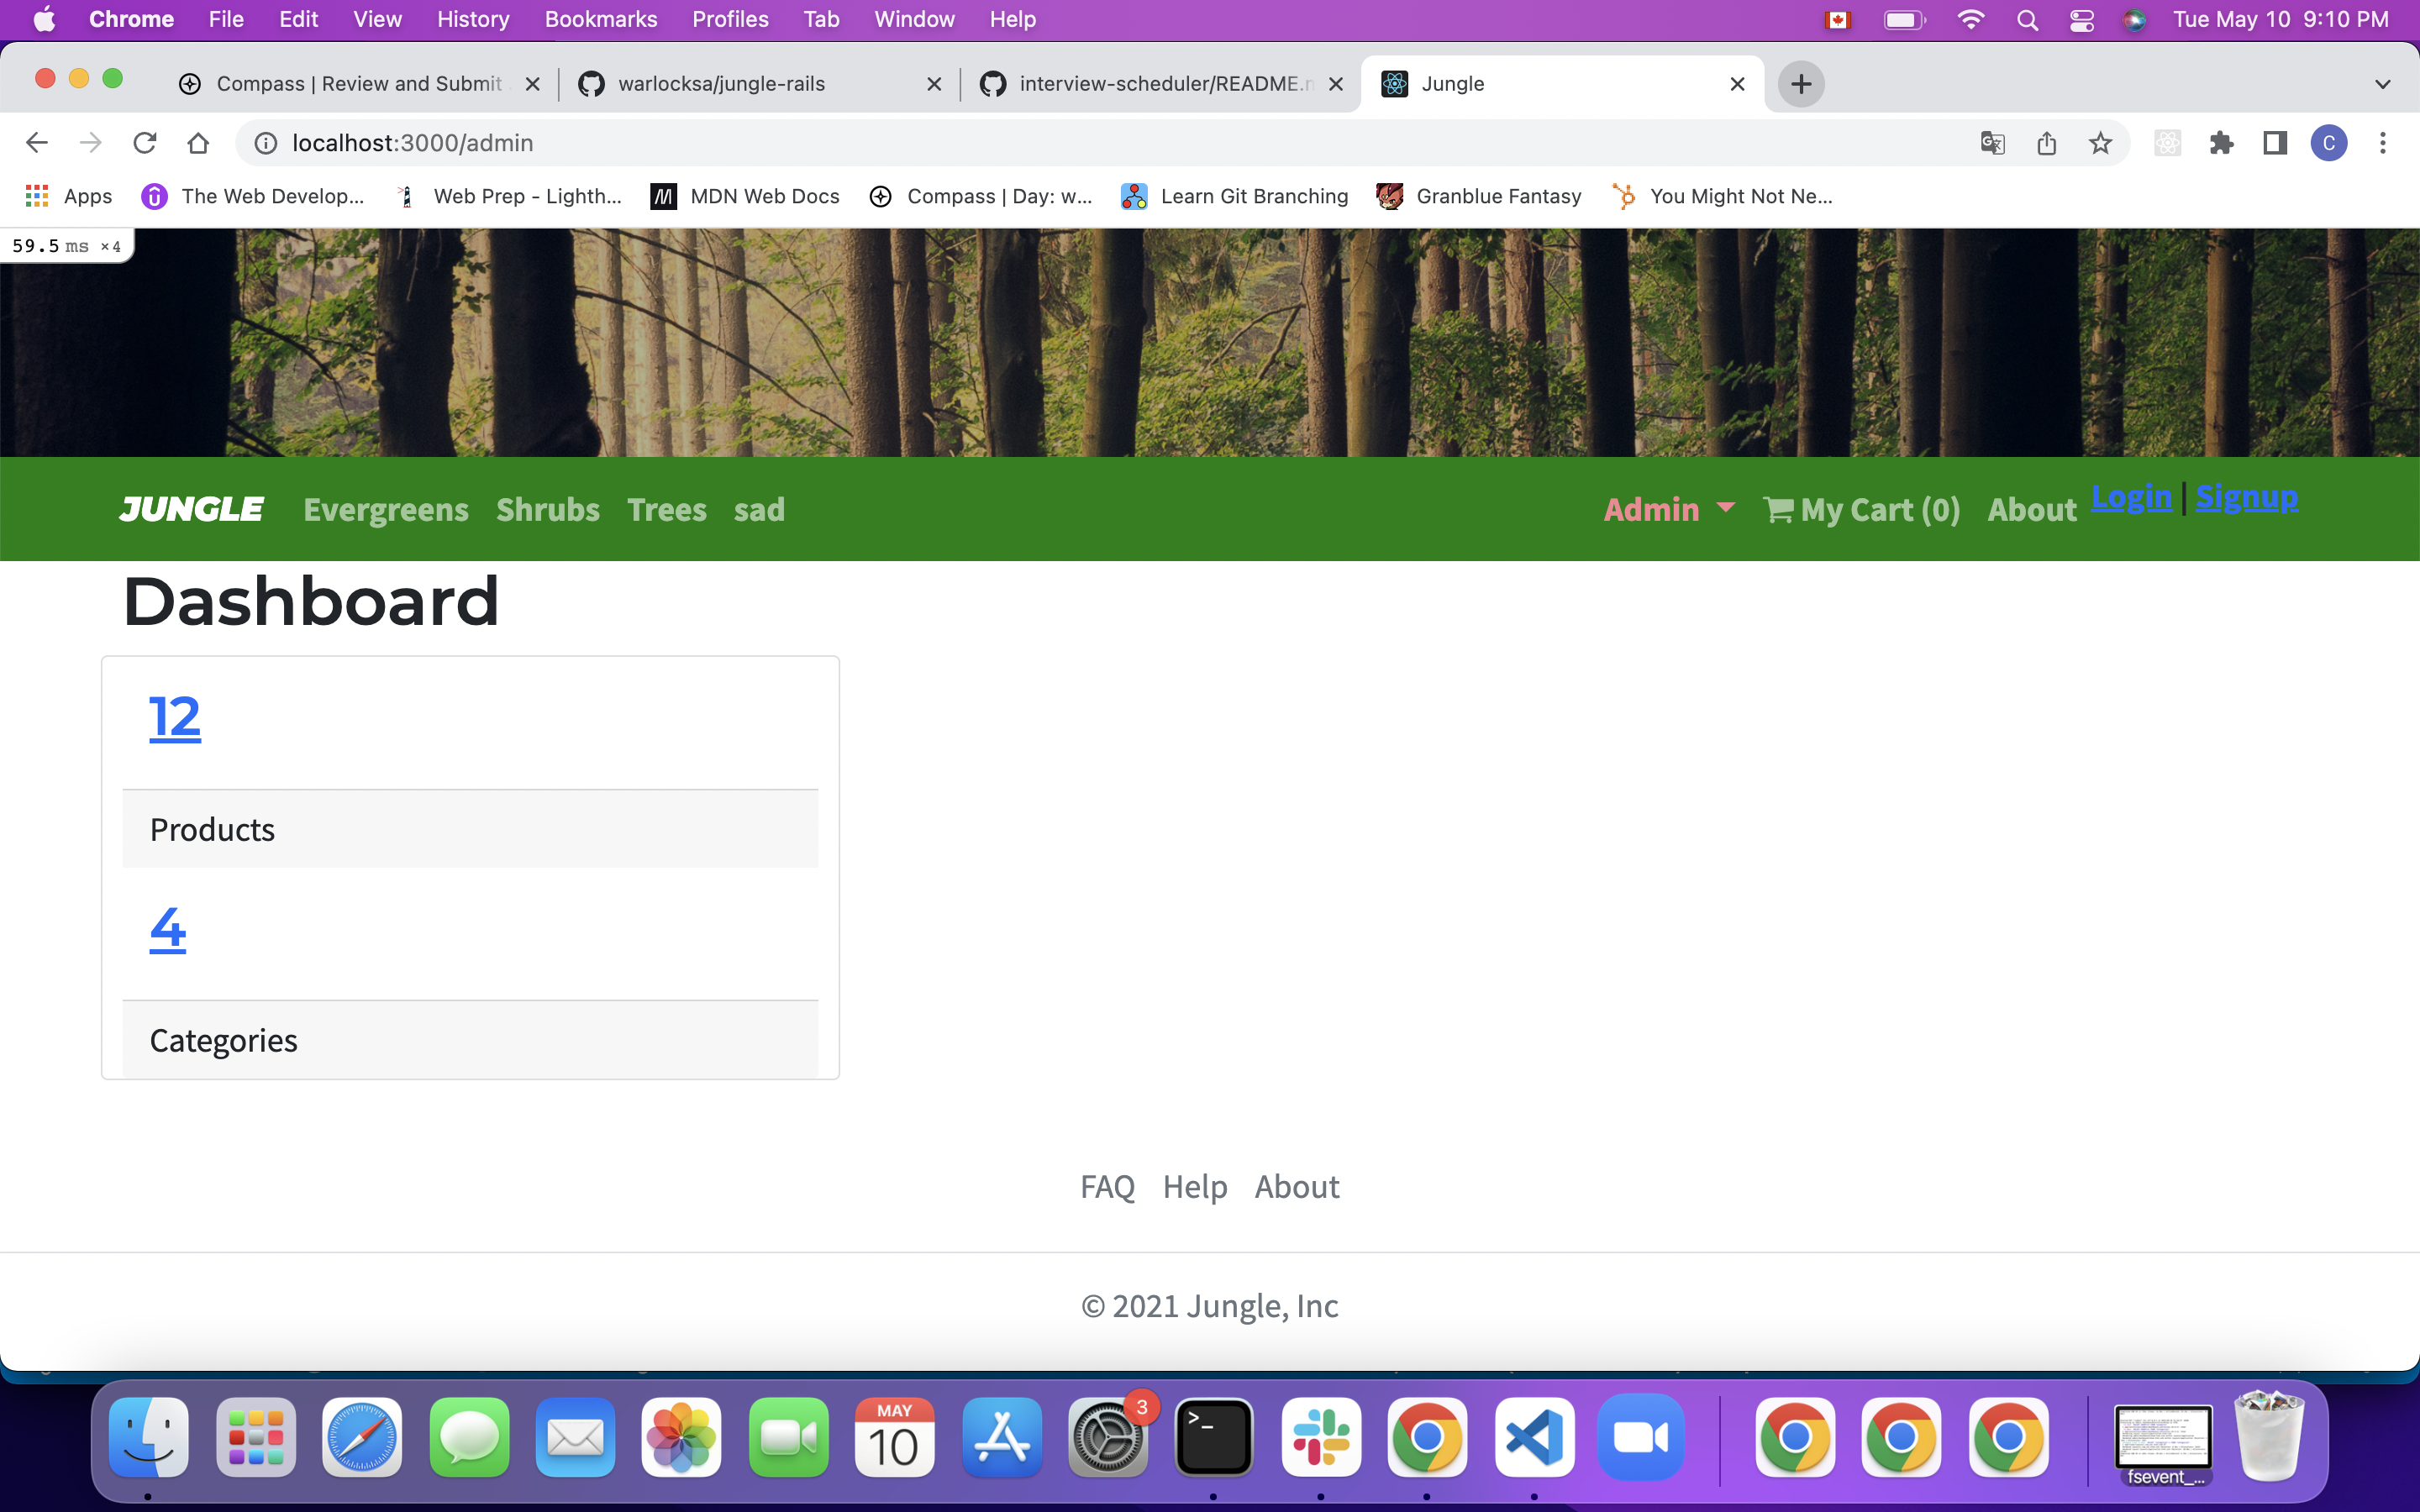 Chrome File Edit View History Bookmarks Profiles Tab Window Help Tue May 10 9:10 PM
Compass | Review and Submit warlocksa/jungle-rails interview-scheduler/README.m Jungle
localhost:3000/admin C
Apps The Web Develop... Web Prep - Lighth... MDN Web Docs Compass | Day: w... Learn Git Branching Granblue Fantasy You Might Not Ne...
59.5 ms ×4
JUNGLE Evergreens Shrubs Trees sad Admin My Cart (0) About Login | Signup
Dashboard
12
Products
4
Categories
FAQ Help About
© 2021 Jungle, Inc
MAY
10
3
>_
fsevent_...